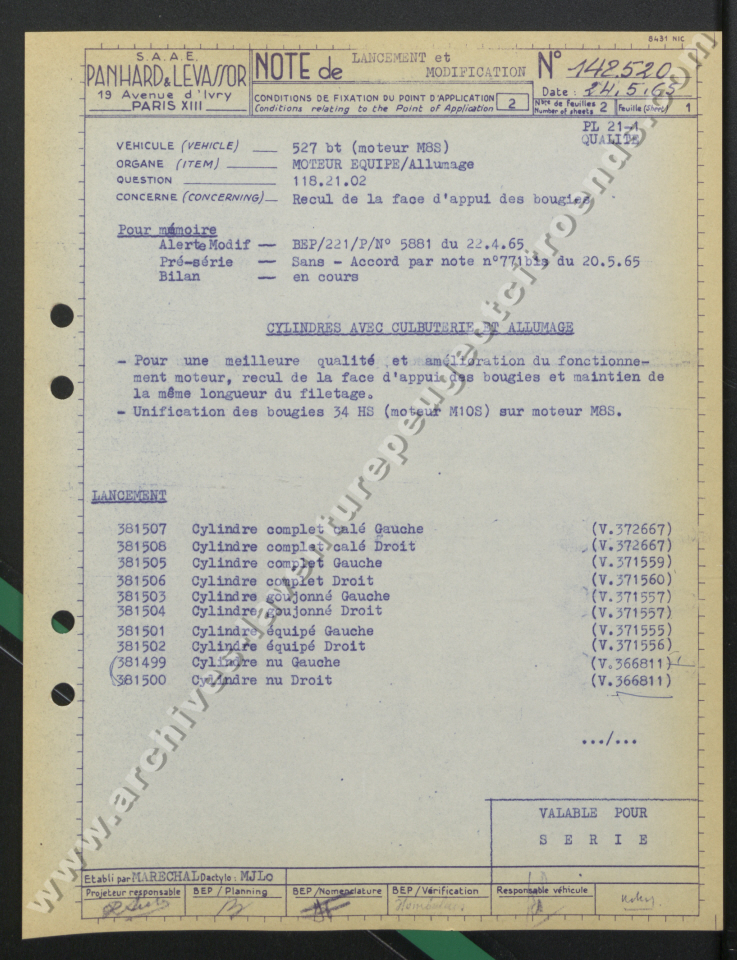 8431 NIC
S.A.A.E.
PANHARD & LEVASSOR
19 Avenue d'Ivry
PARIS XIII
NOTE de LANCEMENT et
MODIFICATION
N° 142.520
Date : 24.5.65
CONDITIONS DE FIXATION DU POINT D'APPLICATION 2
Conditions relating to the Point of Application
Nbre de feuilles 2
Number of sheets
Feuille (Sheet) 1
PL 21-4
QUALITE
VEHICULE (VEHICLE) 527 bt (moteur M8S)
ORGANE (ITEM) MOTEUR EQUIPE/Allumage
QUESTION 118.21.02
CONCERNE (CONCERNING) Recul de la face d'appui des bougies
Pour mémoire
Alerte Modif — BEP/221/P/N° 5881 du 22.4.65
Pré-série — Sans - Accord par note n°771bis du 20.5.65
Bilan — en cours
CYLINDRES AVEC CULBUTERIE ET ALLUMAGE
- Pour une meilleure qualité et amélioration du fonctionne-
ment moteur, recul de la face d'appui des bougies et maintien de
la même longueur du filetage.
- Unification des bougies 34 HS (moteur M10S) sur moteur M8S.
LANCEMENT
381507 Cylindre complet calé Gauche (V.372667)
381508 Cylindre complet calé Droit (V.372667)
381505 Cylindre complet Gauche (V.371559)
381506 Cylindre complet Droit (V.371560)
381503 Cylindre goujonné Gauche (V.371557)
381504 Cylindre goujonné Droit (V.371557)
381501 Cylindre équipé Gauche (V.371555)
381502 Cylindre équipé Droit (V.371556)
381499 Cylindre nu Gauche (V.366811)
381500 Cylindre nu Droit (V.366811)
.../...
VALABLE POUR
S E R I E
Etabli par MARECHAL Dactylo : MJLo
Projeteur responsable BEP / Planning BEP / Nomenclature BEP / Vérification Responsable véhicule
www.archives.laventurepeugeotcitroends.com